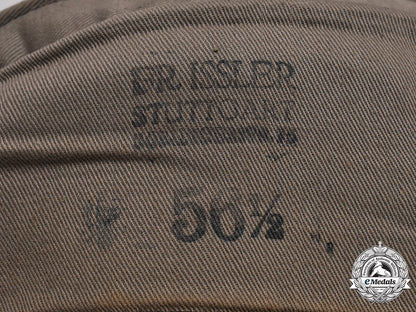 FR. ISSLER
STUTTGART
56½
eMedals